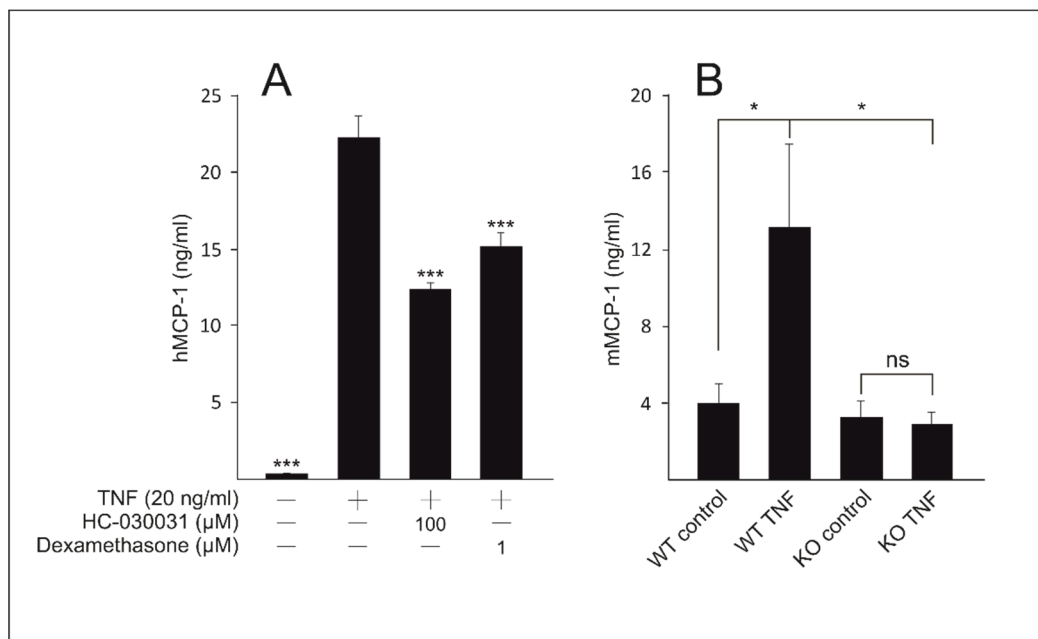 A
25
20
15
10
5
hMCP-1 (ng/ml)
***
***
***
TNF (20 ng/ml) — + + +
HC-030031 (µM) — — 100 —
Dexamethasone (µM) — — — 1
B
20
16
12
8
4
mMCP-1 (ng/ml)
* *
ns
WT control
WT TNF
KO control
KO TNF